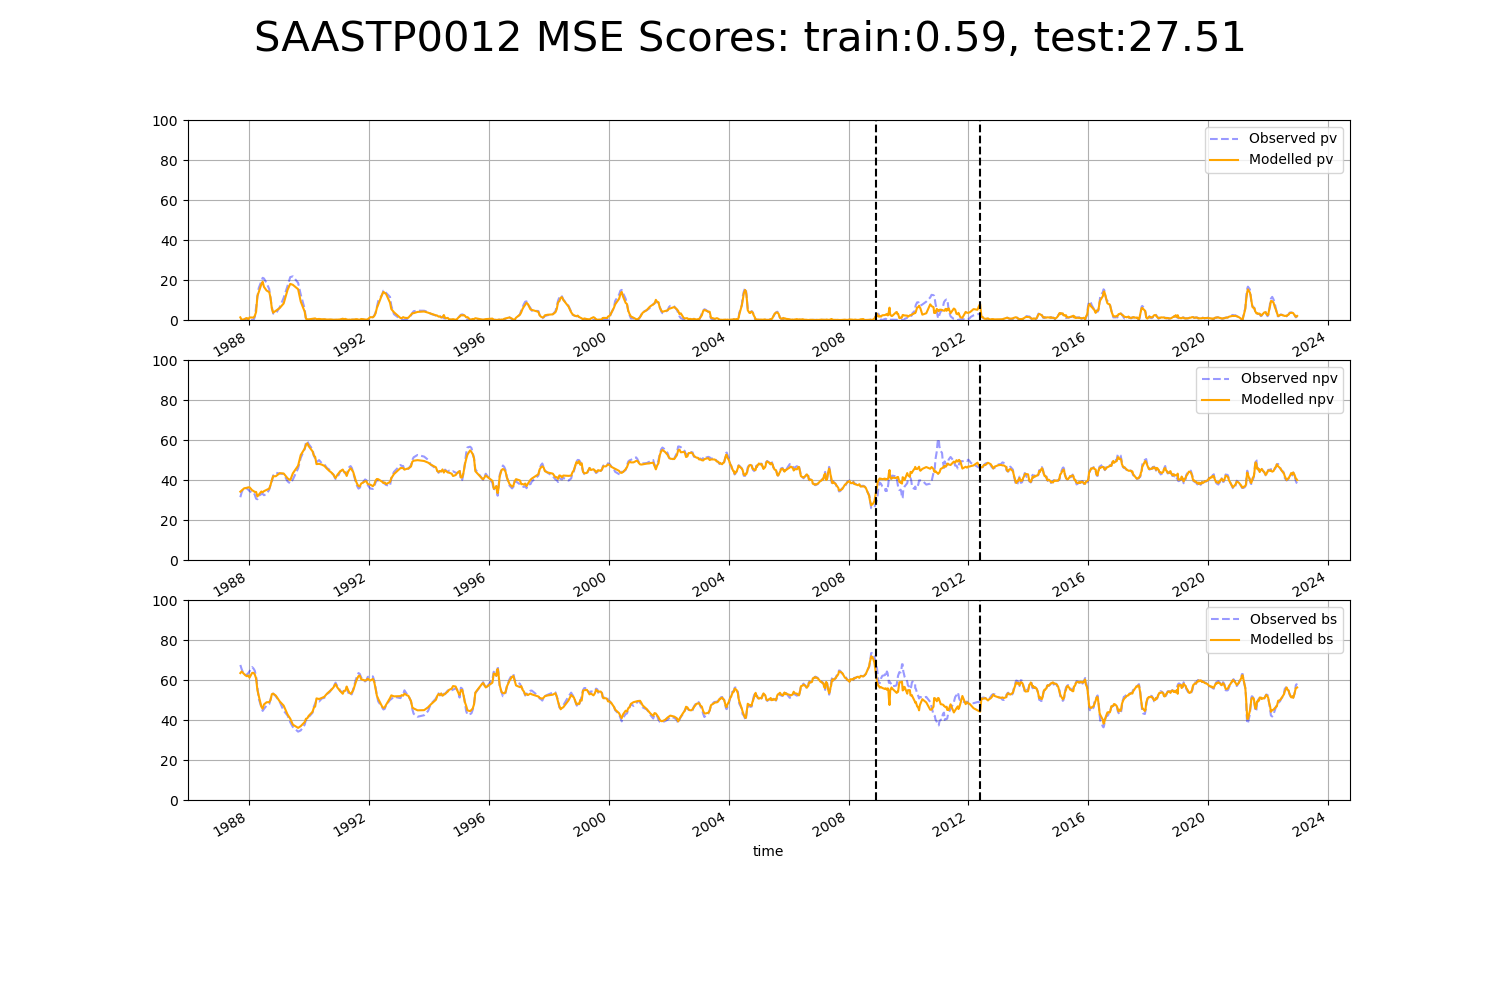 SAASTP0012 MSE Scores: train:0.59, test:27.51
100
80
60
40
20
0
Observed pv
Modelled pv
1988 1992 1996 2000 2004 2008 2012 2016 2020 2024
100
80
60
40
20
0
Observed npv
Modelled npv
1988 1992 1996 2000 2004 2008 2012 2016 2020 2024
100
80
60
40
20
0
Observed bs
Modelled bs
1988 1992 1996 2000 2004 2008 2012 2016 2020 2024
time